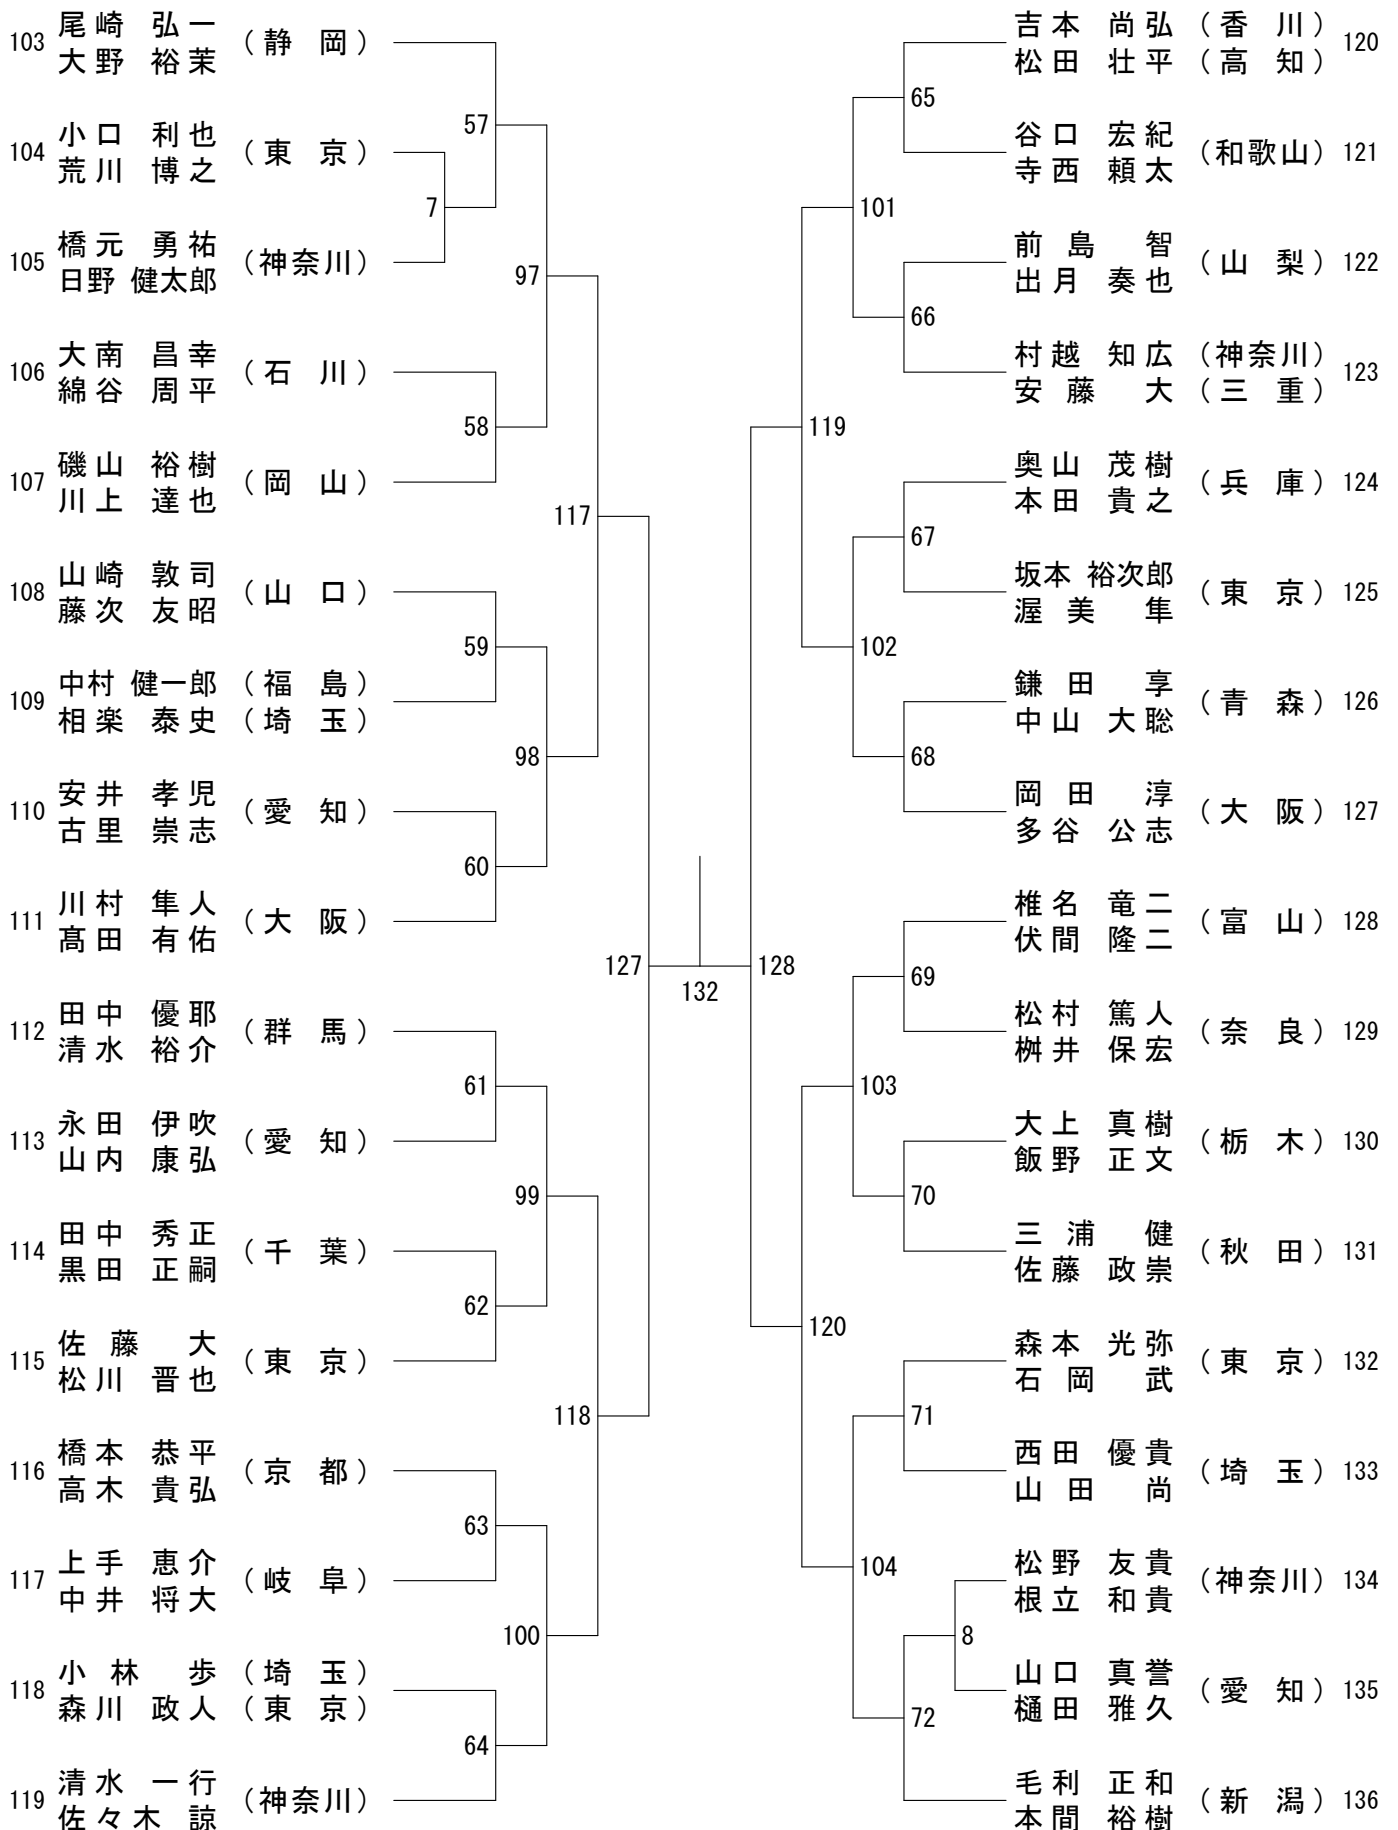 103 尾崎 弘一 (静 岡)
大野 裕茉
104 小口 利也 (東 京)
荒川 博之
105 橋元 勇祐 (神奈川)
日野 健太郎
106 大南 昌幸 (石 川)
綿谷 周平
107 磯山 裕樹 (岡 山)
川上 達也
108 山崎 敦司 (山 口)
藤次 友昭
109 中村 健一郎 (福 島)
相楽 泰史 (埼 玉)
110 安井 孝児 (愛 知)
古里 崇志
111 川村 隼人 (大 阪)
髙田 有佑
112 田中 優耶 (群 馬)
清水 裕介
113 永田 伊吹 (愛 知)
山内 康弘
114 田中 秀正 (千 葉)
黒田 正嗣
115 佐藤 大 (東 京)
松川 晋也
116 橋本 恭平 (京 都)
高木 貴弘
117 上手 恵介 (岐 阜)
中井 将大
118 小林 歩 (埼 玉)
森川 政人 (東 京)
119 清水 一行 (神奈川)
佐々木 諒
57
7
97
58
117
59
98
60
127
61
99
62
118
63
100
64
132
128
65
101
66
119
67
102
68
69
103
70
120
71
104
8
72
吉本 尚弘 (香 川) 120
松田 壮平 (高 知)
谷口 宏紀 (和歌山) 121
寺西 頼太
前島 智 (山 梨) 122
出月 奏也
村越 知広 (神奈川) 123
安藤 大 (三 重)
奥山 茂樹 (兵 庫) 124
本田 貴之
坂本 裕次郎 (東 京) 125
渥美 隼
鎌田 享 (青 森) 126
中山 大聡
岡田 淳 (大 阪) 127
多谷 公志
椎名 竜二 (富 山) 128
伏間 隆二
松村 篤人 (奈 良) 129
桝井 保宏
大上 真樹 (栃 木) 130
飯野 正文
三浦 健 (秋 田) 131
佐藤 政崇
森本 光弥 (東 京) 132
石岡 武
西田 優貴 (埼 玉) 133
山田 尚
松野 友貴 (神奈川) 134
根立 和貴
山口 真誉 (愛 知) 135
樋田 雅久
毛利 正和 (新 潟) 136
本間 裕樹